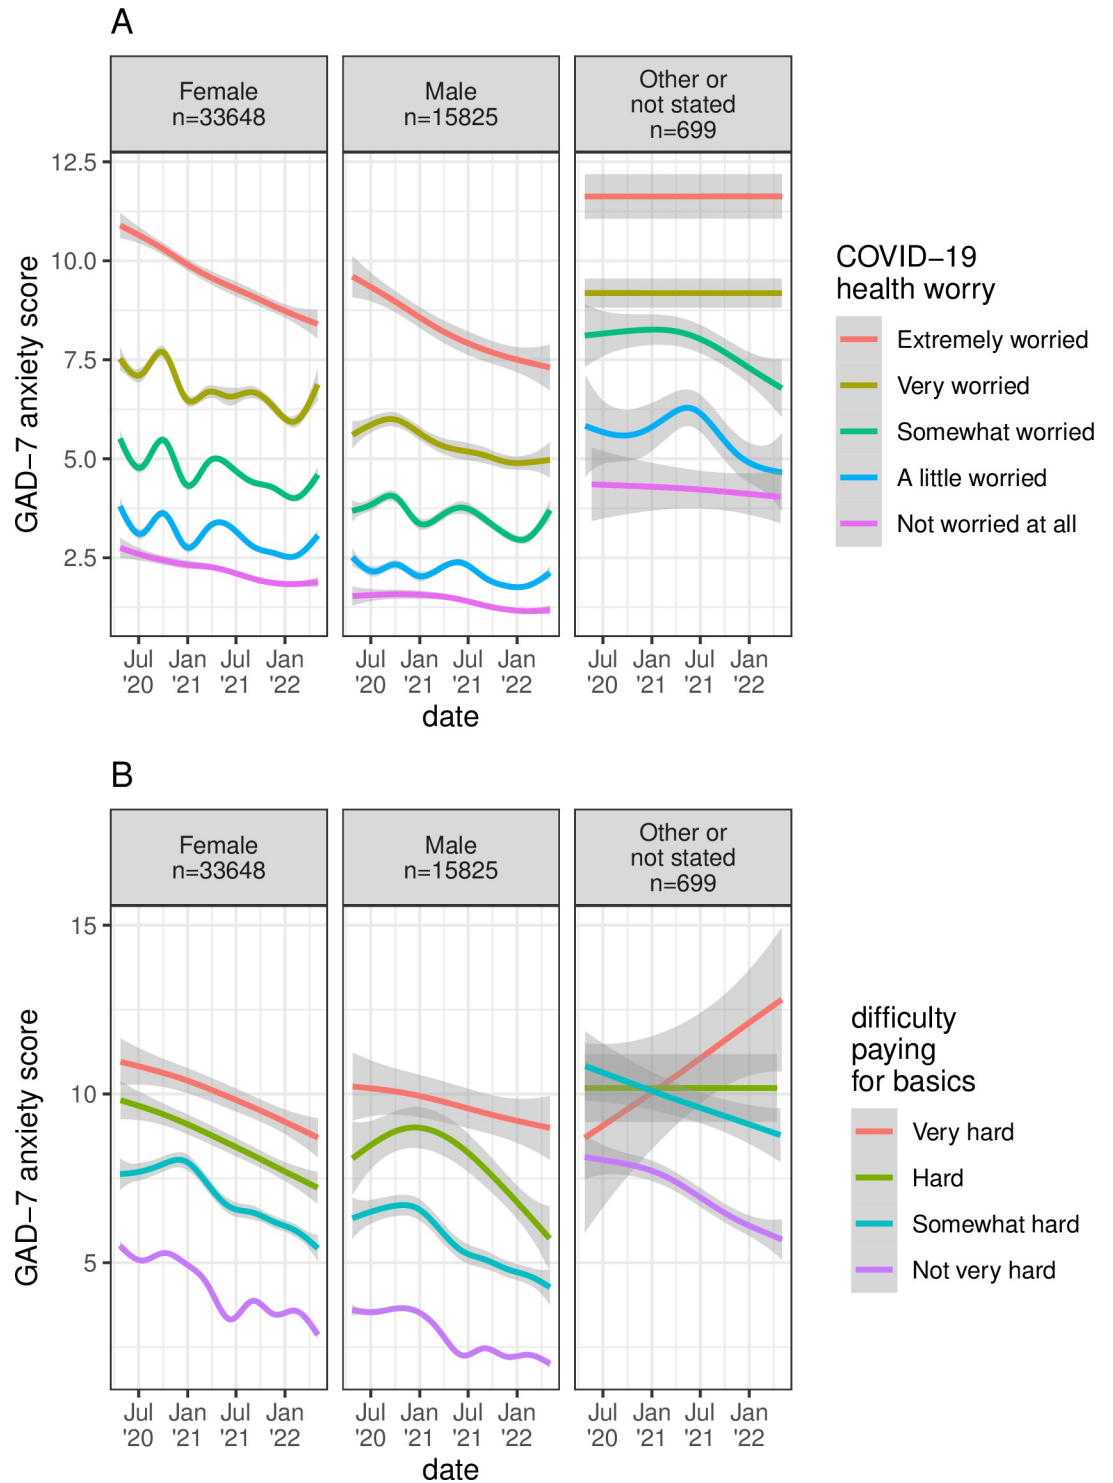 A
Female
n=33648
Male
n=15825
Other or
not stated
n=699
12.5
10.0
7.5
5.0
2.5
GAD−7 anxiety score
Jul Jan Jul Jan
'20 '21 '21 '22
Jul Jan Jul Jan
'20 '21 '21 '22
Jul Jan Jul Jan
'20 '21 '21 '22
date
COVID−19
health worry
Extremely worried
Very worried
Somewhat worried
A little worried
Not worried at all
B
Female
n=33648
Male
n=15825
Other or
not stated
n=699
15
10
5
GAD−7 anxiety score
Jul Jan Jul Jan
'20 '21 '21 '22
Jul Jan Jul Jan
'20 '21 '21 '22
Jul Jan Jul Jan
'20 '21 '21 '22
date
difficulty
paying
for basics
Very hard
Hard
Somewhat hard
Not very hard